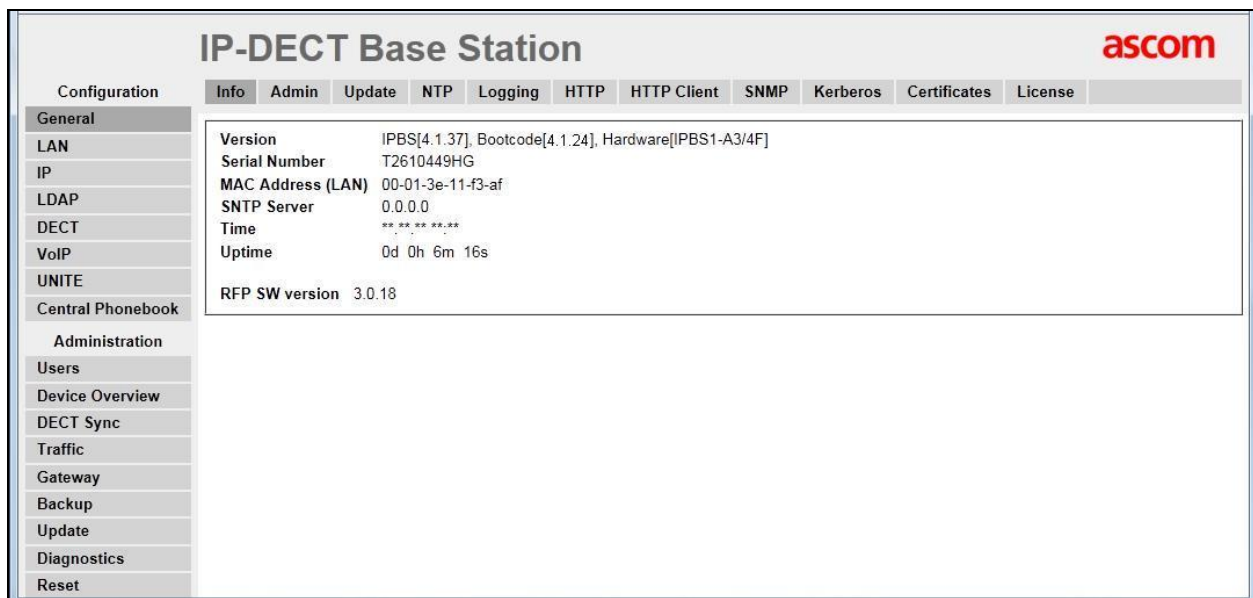 IP-DECT Base Station
ascom
Configuration
Info Admin Update NTP Logging HTTP HTTP Client SNMP Kerberos Certificates License
General
LAN
IP
LDAP
DECT
VoIP
UNITE
Central Phonebook
Administration
Users
Device Overview
DECT Sync
Traffic
Gateway
Backup
Update
Diagnostics
Reset
Version IPBS[4.1.37], Bootcode[4.1.24], Hardware[IPBS1-A3/4F]
Serial Number T2610449HG
MAC Address (LAN) 00-01-3e-11-f3-af
SNTP Server 0.0.0.0
Time **.**.** **:**
Uptime 0d 0h 6m 16s
RFP SW version 3.0.18